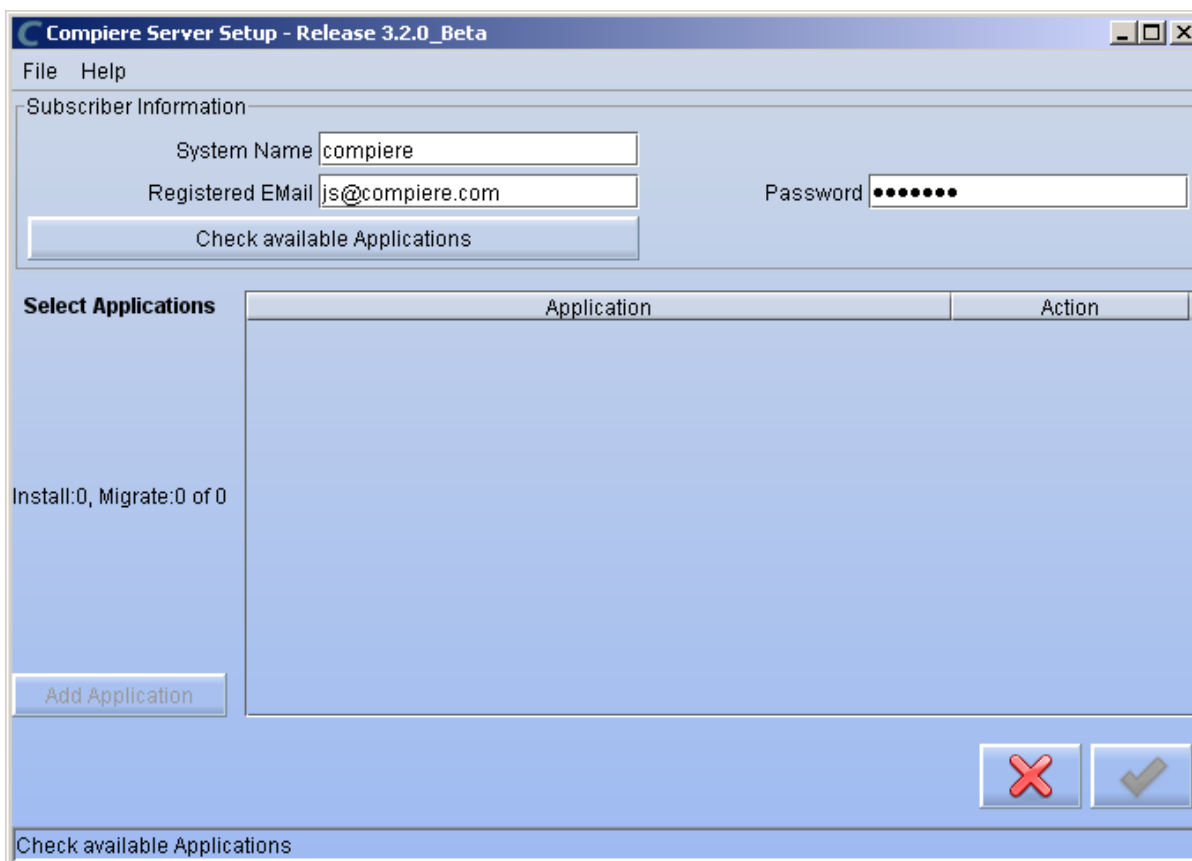 Compiere Server Setup - Release 3.2.0_Beta
File Help
Subscriber Information
System Name compiere
Registered EMail js@compiere.com Password •••••••
Check available Applications
Select Applications Application Action
Install:0, Migrate:0 of 0
Add Application
Check available Applications